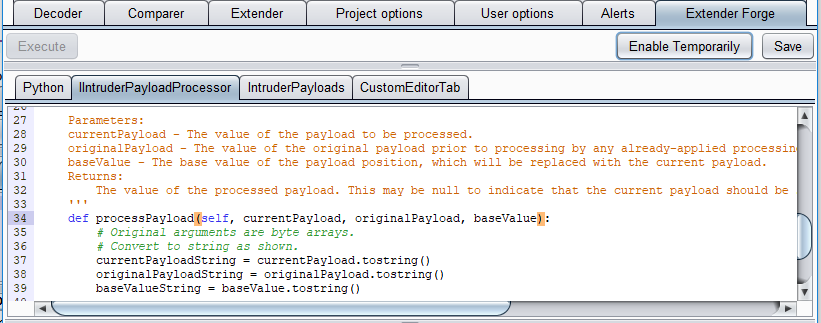 Decoder Comparer Extender Project options User options Alerts Extender Forge
Execute Enable Temporarily Save
Python IIntruderPayloadProcessor IntruderPayloads CustomEditorTab
27 Parameters:
28 currentPayload - The value of the payload to be processed.
29 originalPayload - The value of the original payload prior to processing by any already-applied processin
30 baseValue - The base value of the payload position, which will be replaced with the current payload.
31 Returns:
32 The value of the processed payload. This may be null to indicate that the current payload should be
33 '''
34 def processPayload(self, currentPayload, originalPayload, baseValue):
35 # Original arguments are byte arrays.
36 # Convert to string as shown.
37 currentPayloadString = currentPayload.tostring()
38 originalPayloadString = originalPayload.tostring()
39 baseValueString = baseValue.tostring()